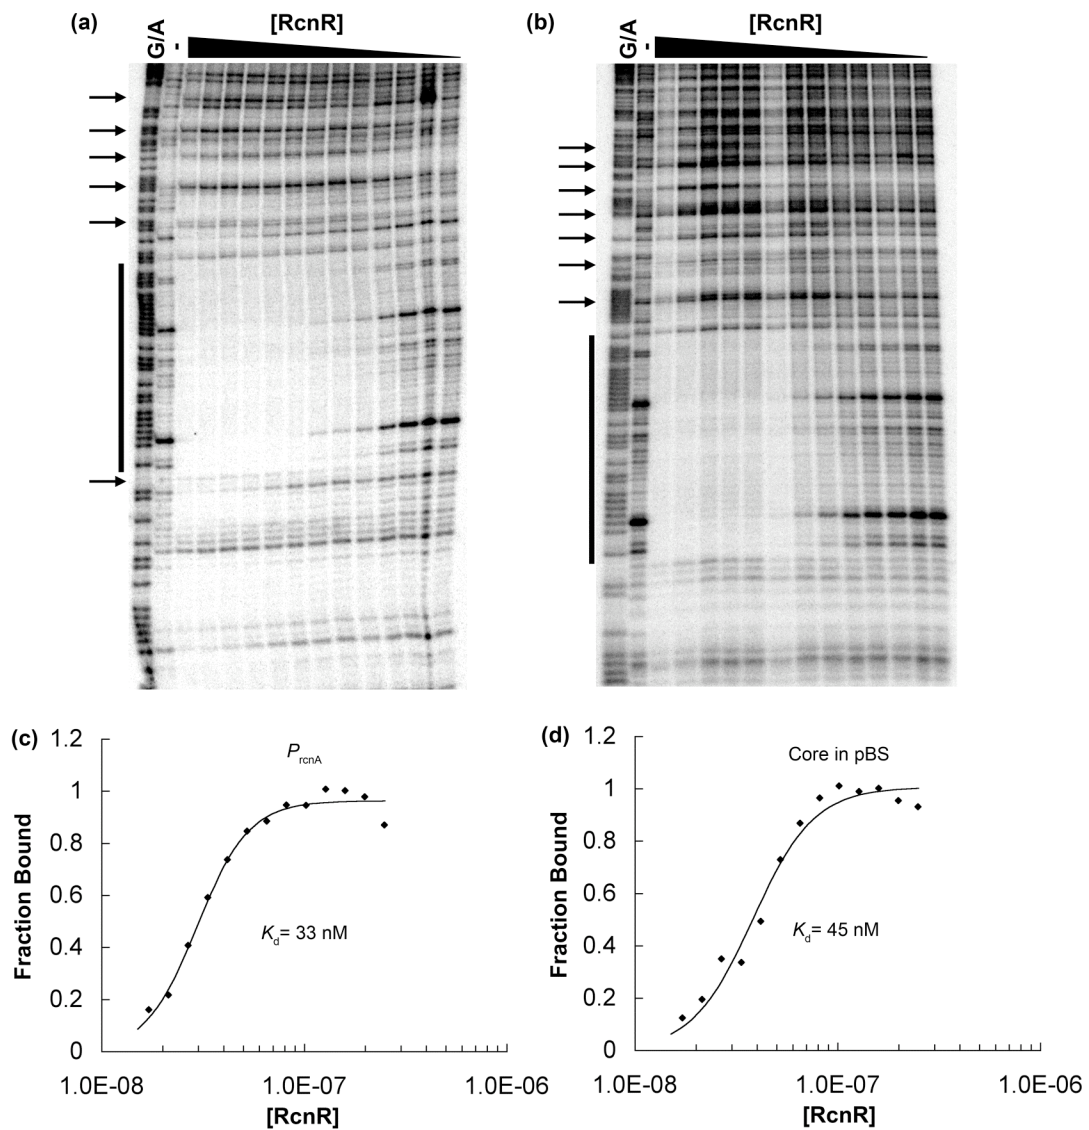 (a) [RcnR] (b) [RcnR]
G/A - G/A -
(c) (d)
1.2 1.2
PrcnA Core in pBS
1 1
0.8 0.8
Fraction Bound Fraction Bound
0.6 0.6
Kd= 33 nM Kd= 45 nM
0.4 0.4
0.2 0.2
0 0
1.0E-08 1.0E-07 1.0E-06 1.0E-08 1.0E-07 1.0E-06
[RcnR] [RcnR]